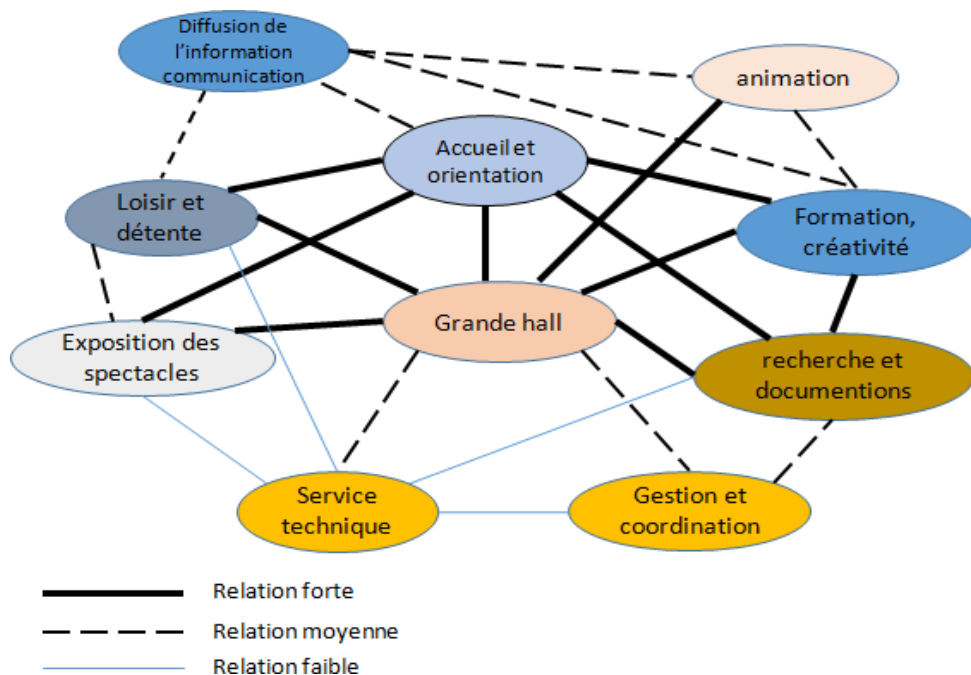 Diffusion de
l’information
communication
animation
Accueil et
orientation
Loisir et
détente
Formation,
créativité
Grande hall
Exposition des
spectacles
recherche et
documentions
Service
technique
Gestion et
coordination
Relation forte
Relation moyenne
Relation faible